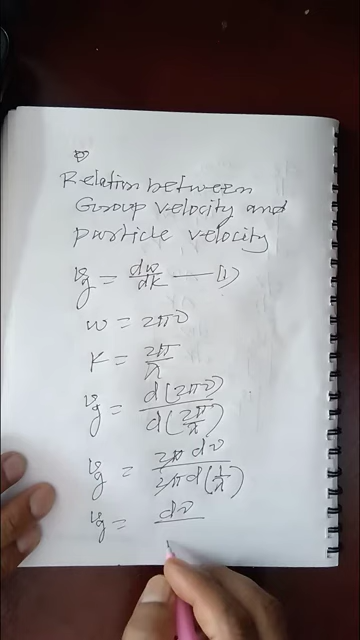 Relation between
Group velocity and
particle velocity
vg = dw/dk — (1)
w = 2πν
K = 2π/λ
vg = d(2πν)/d(2π/λ)
vg = 2π dν/2π d(1/λ)
vg = dν